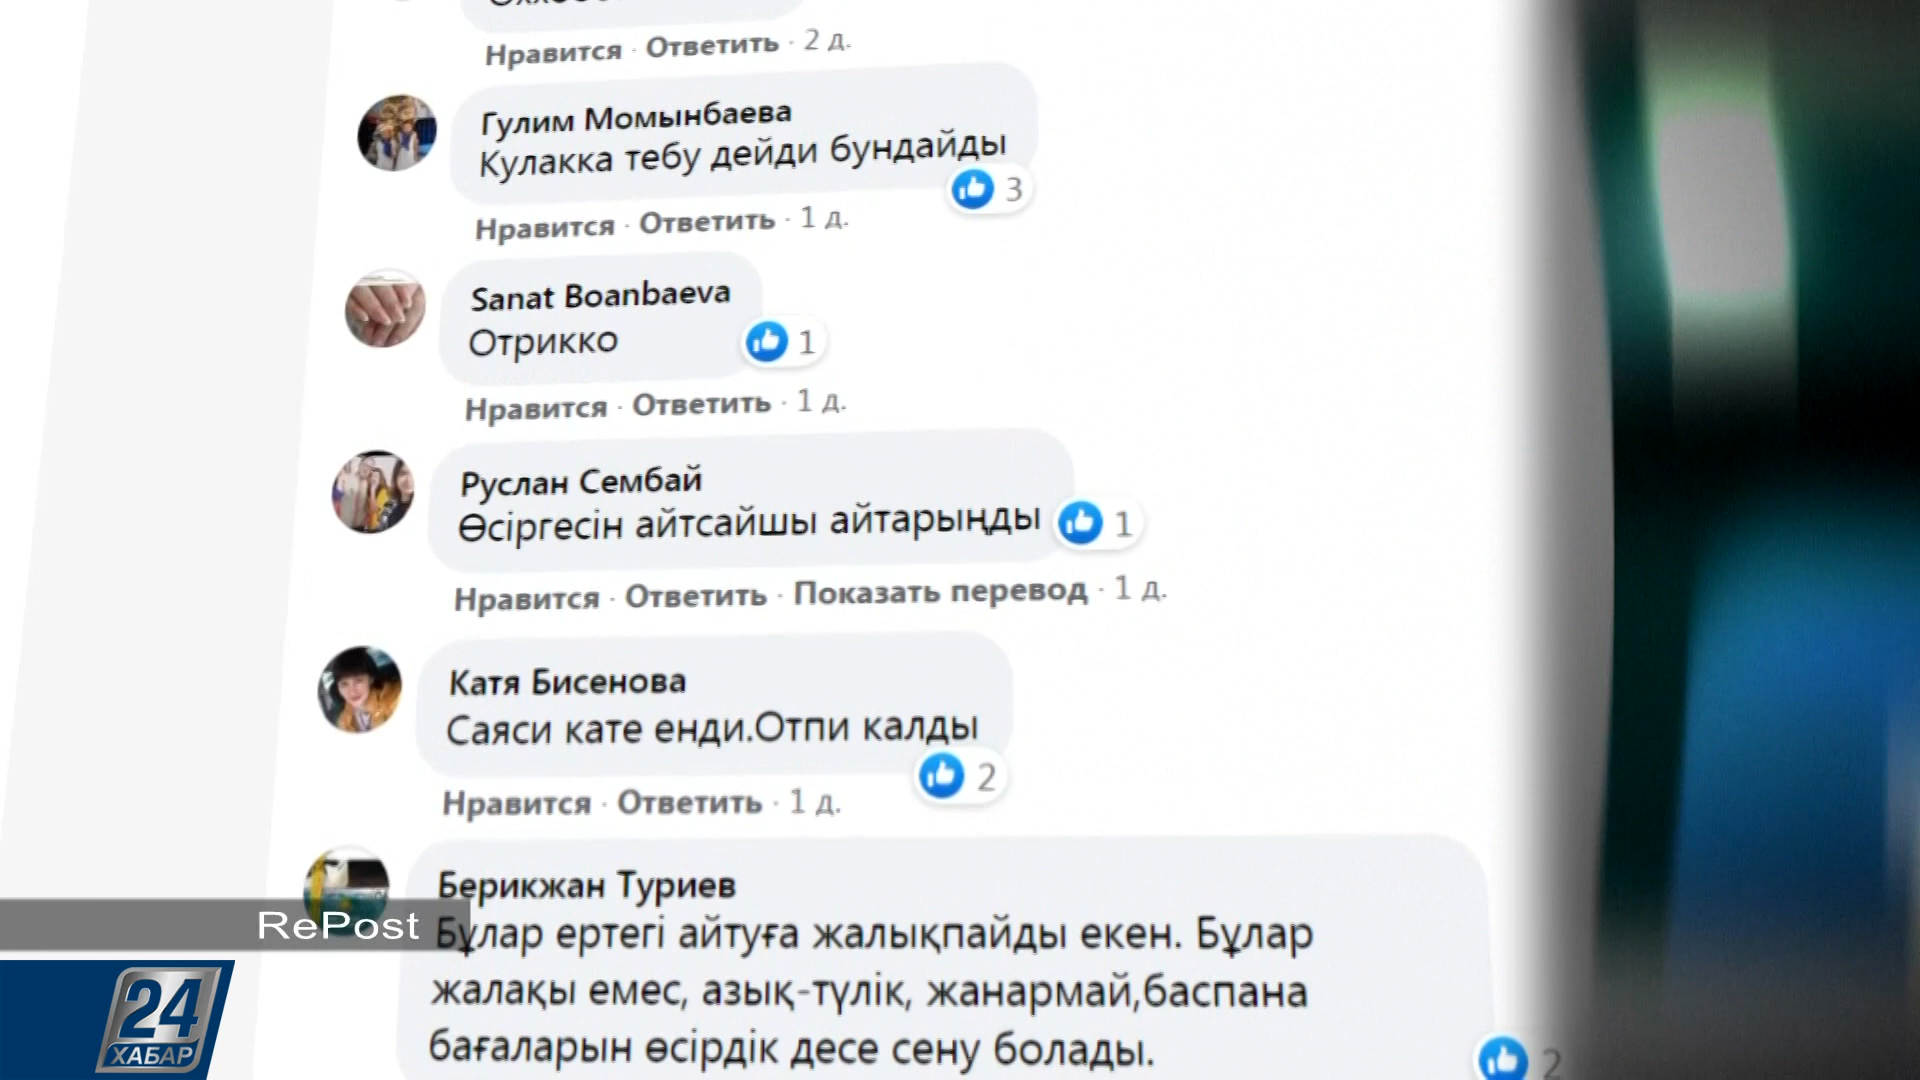 Нравится · Ответить · 2 д.
Гулим Момынбаева
Кулакка тебу дейди бундайды
3
Нравится · Ответить · 1 д.
Sanat Boanbaeva
Отрикко
1
Нравится · Ответить · 1 д.
Руслан Сембай
Өсіргесін айтсайшы айтарыңды
1
Нравится · Ответить · Показать перевод · 1 д.
Катя Бисенова
Саяси кате енди.Отпи калды
2
Нравится · Ответить · 1 д.
Берикжан Туриев
Бұлар ертегі айтуға жалықпайды екен. Бұлар
жалақы емес, азық-түлік, жанармай,баспана
бағаларын өсірдік десе сену болады.
2
RePost
24
ХАБАР